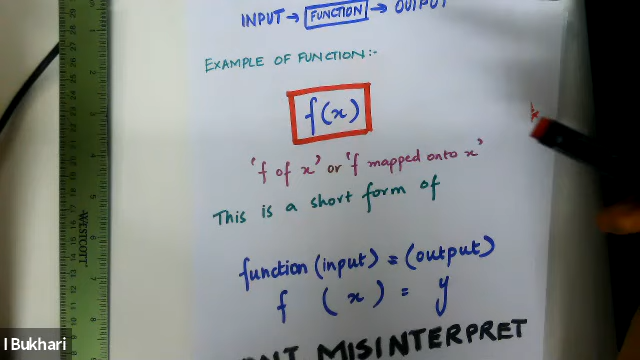 INPUT → FUNCTION → OUTPUT
EXAMPLE OF FUNCTION:-
f(x)
'f of x' or 'f mapped onto x'
This is a short form of
function (input) = (output)
f (x) = y
MISINTERPRET
WESTCOTT
I Bukhari